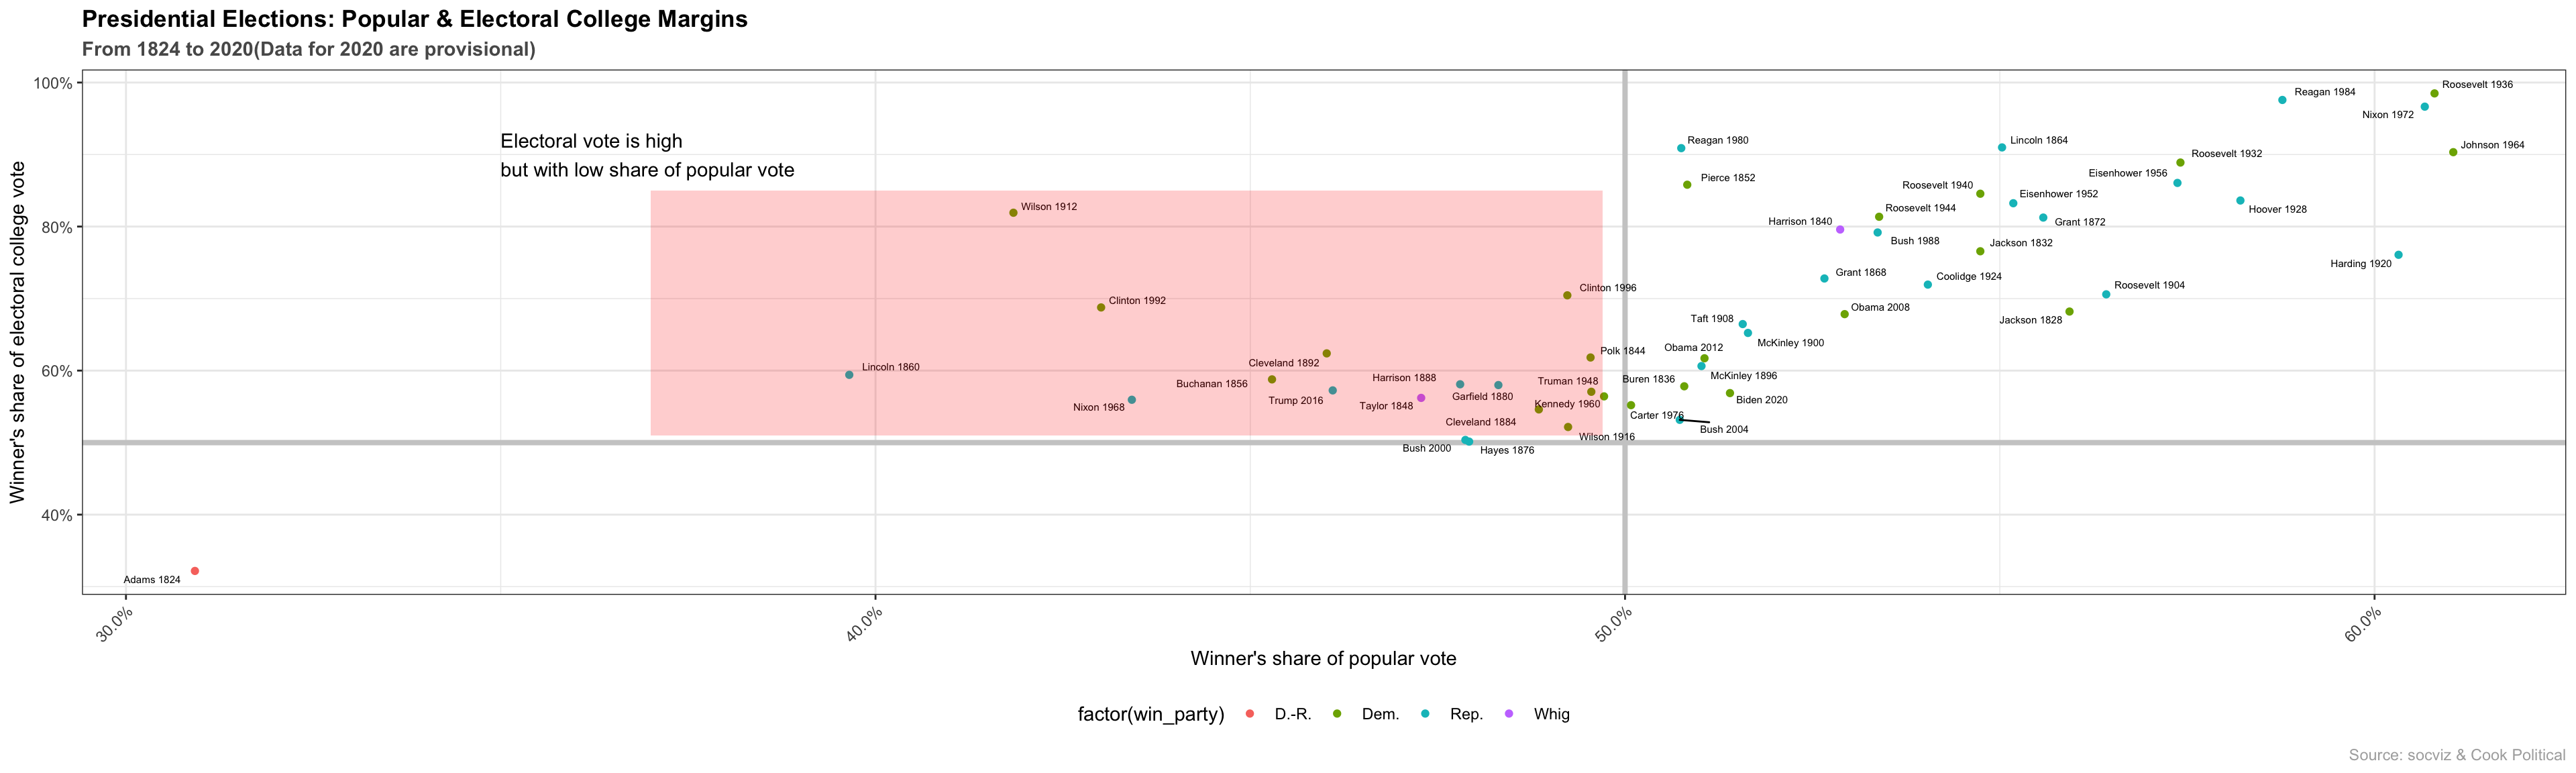 Presidential Elections: Popular & Electoral College Margins
From 1824 to 2020(Data for 2020 are provisional)
Winner's share of electoral college vote
100%
80%
60%
40%
Electoral vote is high
but with low share of popular vote
Roosevelt 1936
Reagan 1984
Nixon 1972
Reagan 1980
Lincoln 1864
Johnson 1964
Roosevelt 1932
Eisenhower 1956
Pierce 1852
Roosevelt 1940
Eisenhower 1952
Wilson 1912
Roosevelt 1944
Hoover 1928
Harrison 1840
Grant 1872
Bush 1988
Jackson 1832
Harding 1920
Grant 1868
Coolidge 1924
Clinton 1996
Roosevelt 1904
Clinton 1992
Obama 2008
Taft 1908
Jackson 1828
McKinley 1900
Obama 2012
Polk 1844
Cleveland 1892
Lincoln 1860
McKinley 1896
Harrison 1888
Buren 1836
Truman 1948
Buchanan 1856
Garfield 1880
Trump 2016
Biden 2020
Kennedy 1960
Taylor 1848
Nixon 1968
Carter 1976
Cleveland 1884
Bush 2004
Wilson 1916
Bush 2000
Hayes 1876
Adams 1824
30.0%
40.0%
50.0%
60.0%
Winner's share of popular vote
factor(win_party)
D.-R.
Dem.
Rep.
Whig
Source: socviz & Cook Political